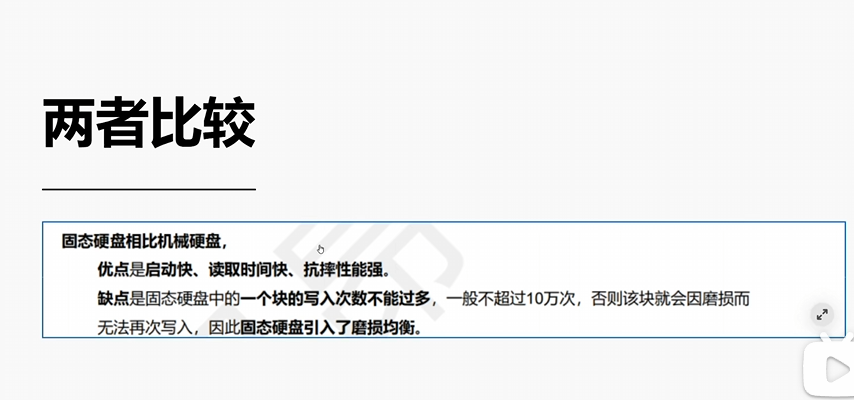 两者比较
固态硬盘相比机械硬盘，
优点是启动快、读取时间快、抗摔性能强。
缺点是固态硬盘中的一个块的写入次数不能过多，一般不超过10万次，否则该块就会因磨损而
无法再次写入，因此固态硬盘引入了磨损均衡。